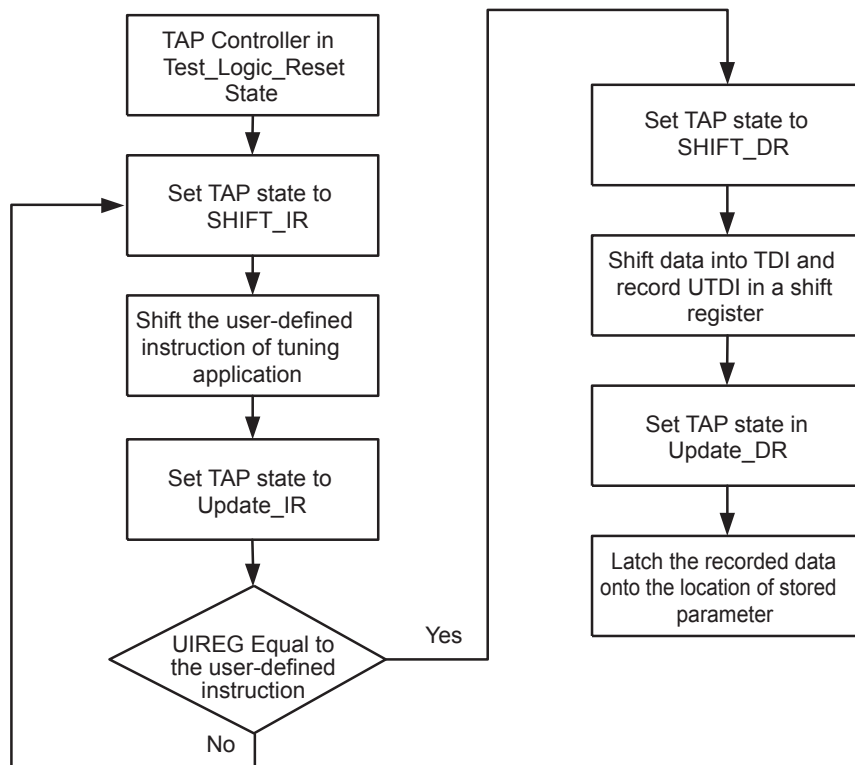 TAP Controller in
Test_Logic_Reset
State
Set TAP state to
SHIFT_IR
Shift the user-defined
instruction of tuning
application
Set TAP state to
Update_IR
UIREG Equal to
the user-defined
instruction
Yes
No
Set TAP state to
SHIFT_DR
Shift data into TDI and
record UTDI in a shift
register
Set TAP state in
Update_DR
Latch the recorded data
onto the location of stored
parameter